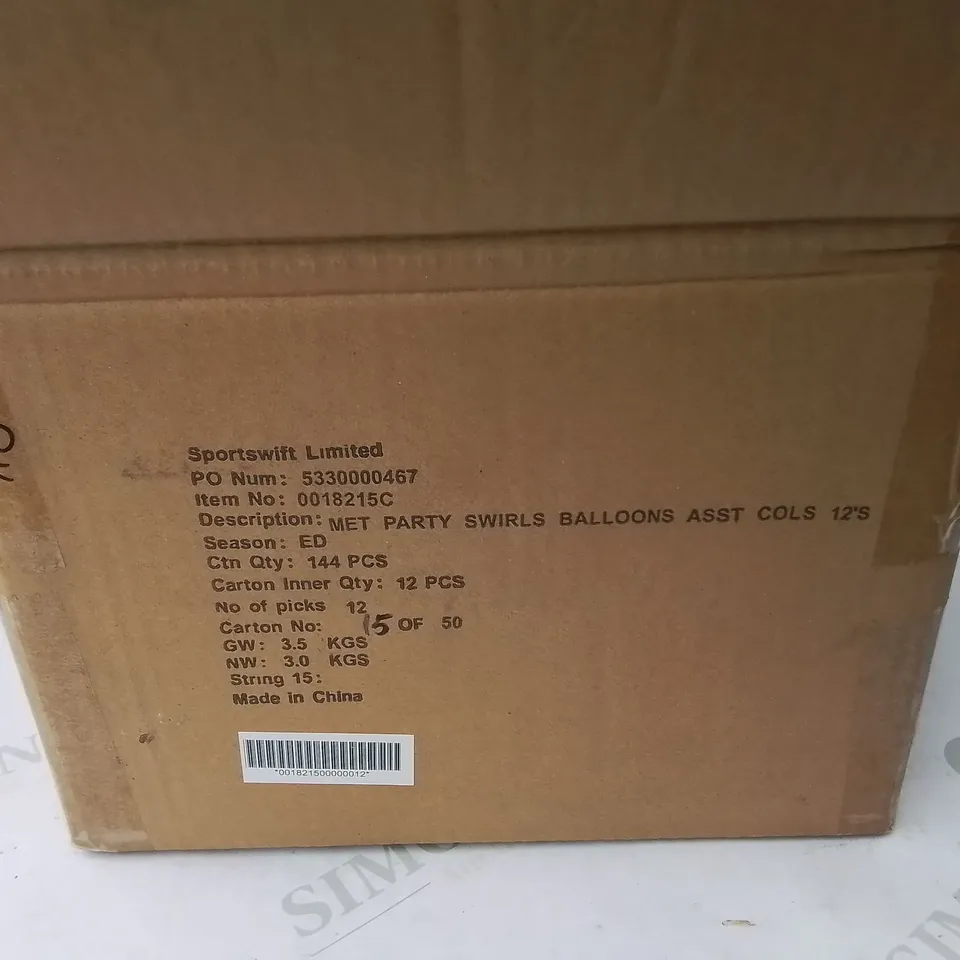 Sportswift Limited
PO Num: 5330000467
Item No: 0018215C
Description: MET PARTY SWIRLS BALLOONS ASST COLS 12'S
Season: ED
Ctn Qty: 144 PCS
Carton Inner Qty: 12 PCS
No of picks 12
Carton No: 15 OF 50
GW: 3.5 KGS
NW: 3.0 KGS
String 15:
Made in China
*001821500000012*